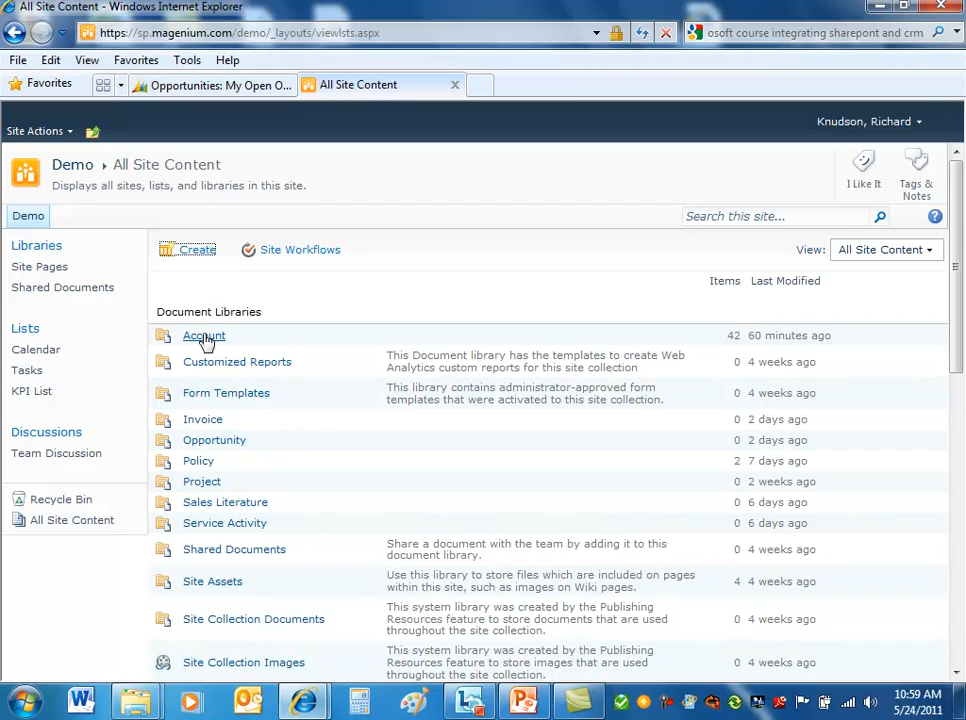 All Site Content - Windows Internet Explorer
https://sp.magenium.com/demo/_layouts/viewlsts.aspx
osoft course integrating sharepont and crm
File Edit View Favorites Tools Help
Favorites
Opportunities: My Open O...
All Site Content
Site Actions
Knudson, Richard
Demo ▸ All Site Content
Displays all sites, lists, and libraries in this site.
I Like It
Tags & Notes
Demo
Search this site...
Libraries
Site Pages
Shared Documents
Lists
Calendar
Tasks
KPI List
Discussions
Team Discussion
Recycle Bin
All Site Content
Create Site Workflows
View: All Site Content
Items Last Modified
Document Libraries
Account 42 60 minutes ago
Customized Reports This Document library has the templates to create Web 0 4 weeks ago
Analytics custom reports for this site collection
Form Templates This library contains administrator-approved form 0 4 weeks ago
templates that were activated to this site collection.
Invoice 0 2 days ago
Opportunity 0 2 days ago
Policy 2 7 days ago
Project 0 2 weeks ago
Sales Literature 0 6 days ago
Service Activity 0 6 days ago
Shared Documents Share a document with the team by adding it to this 0 4 weeks ago
document library.
Site Assets Use this library to store files which are included on pages 4 4 weeks ago
within this site, such as images on Wiki pages.
Site Collection Documents This system library was created by the Publishing 0 4 weeks ago
Resources feature to store documents that are used
throughout the site collection.
Site Collection Images This system library was created by the Publishing 0 4 weeks ago
Resources feature to store images that are used
throughout the site collection.
10:59 AM
5/24/2011